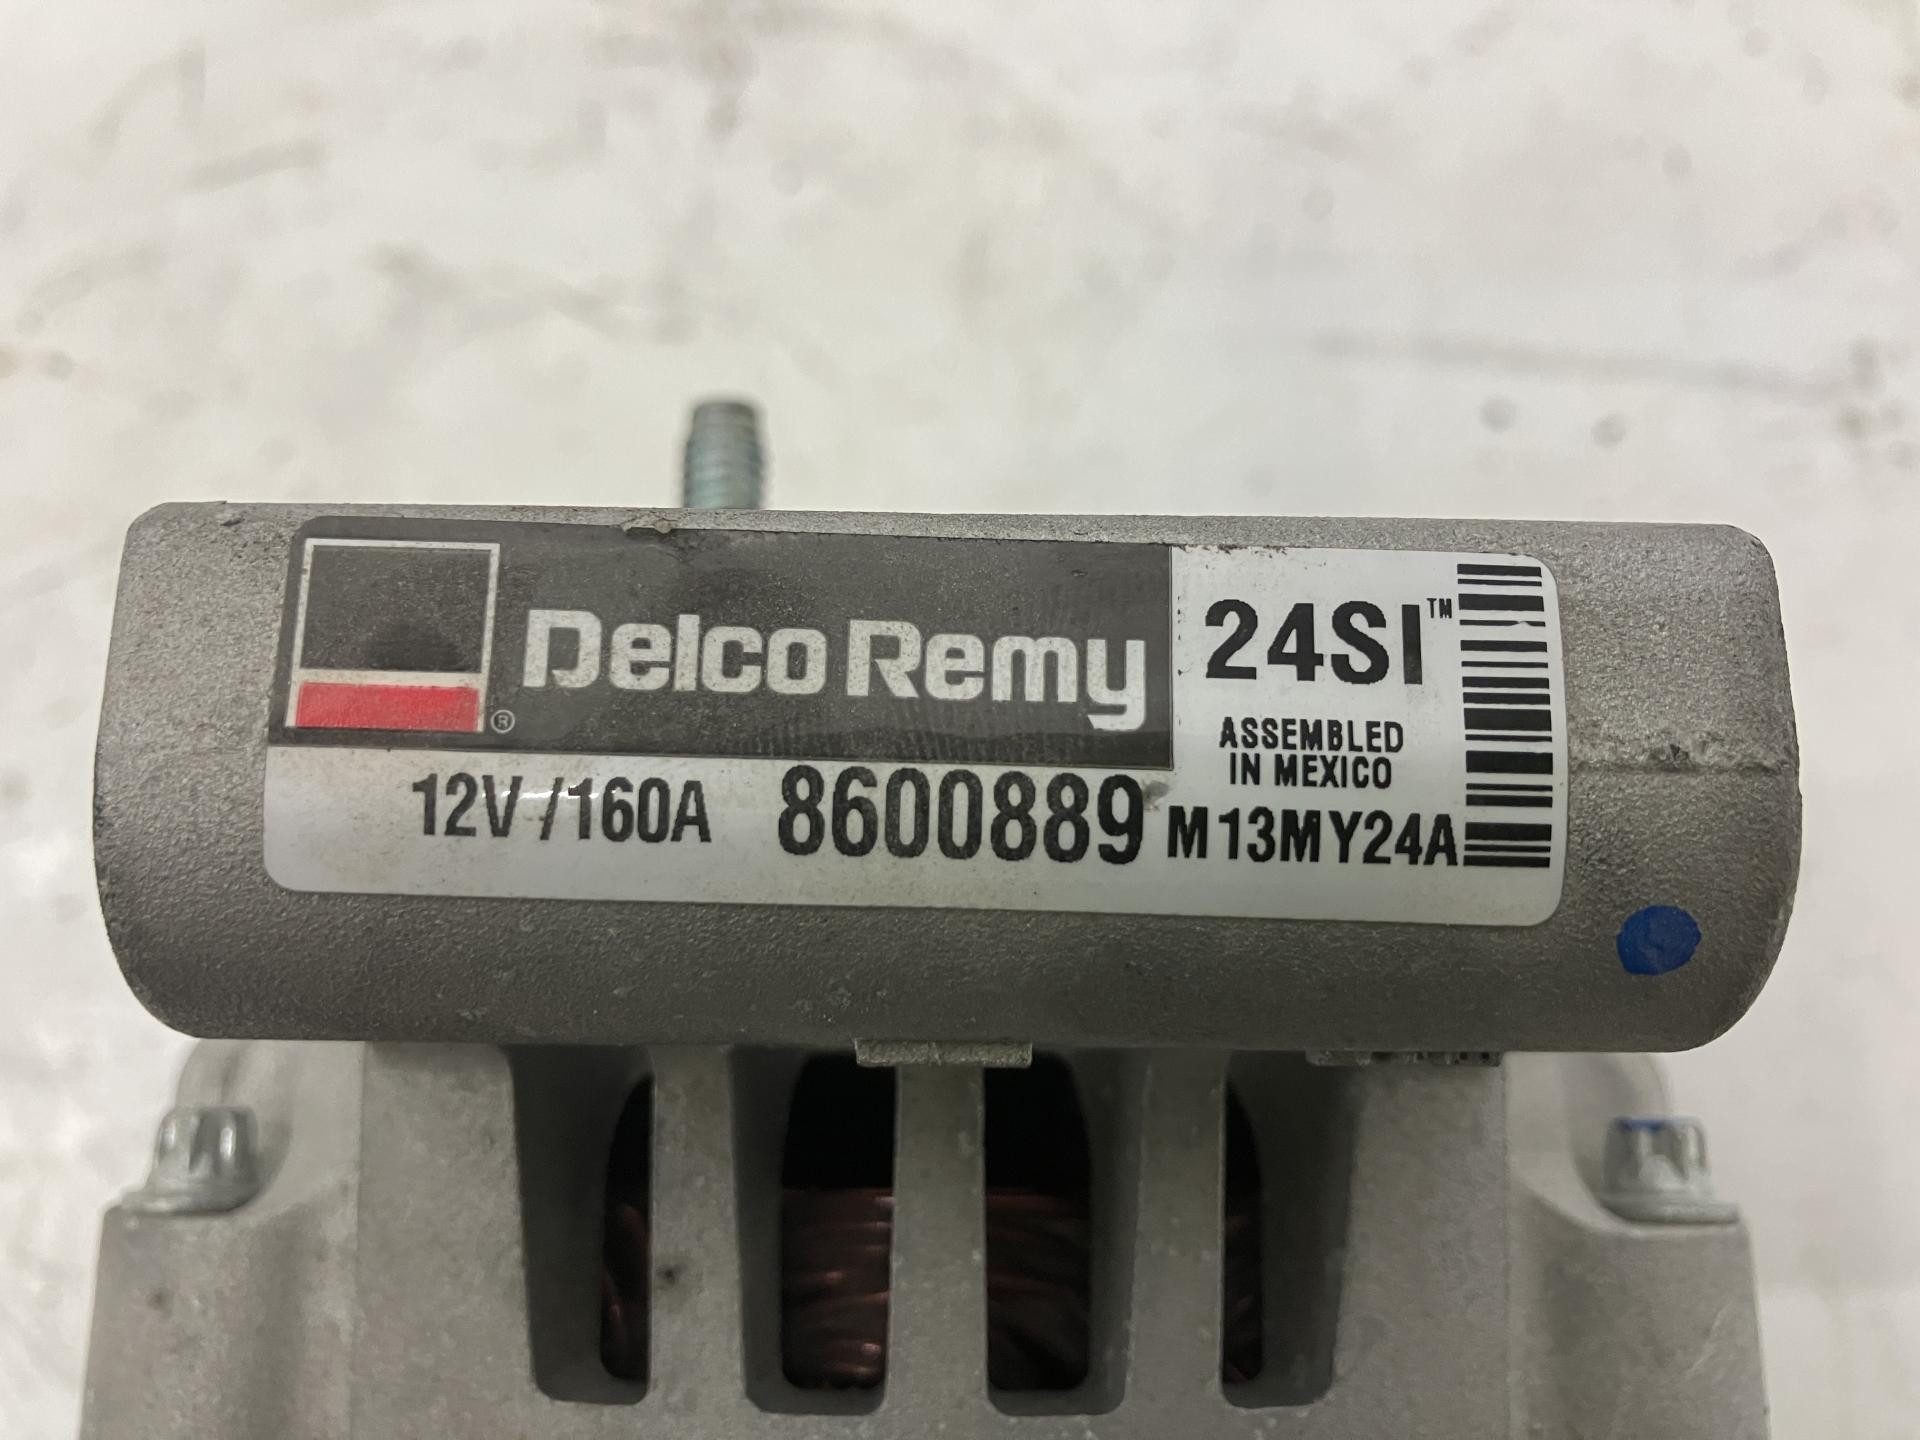 Delco Remy ®
24SI™
ASSEMBLED
IN MEXICO
12V/160A 8600889 M13MY24A